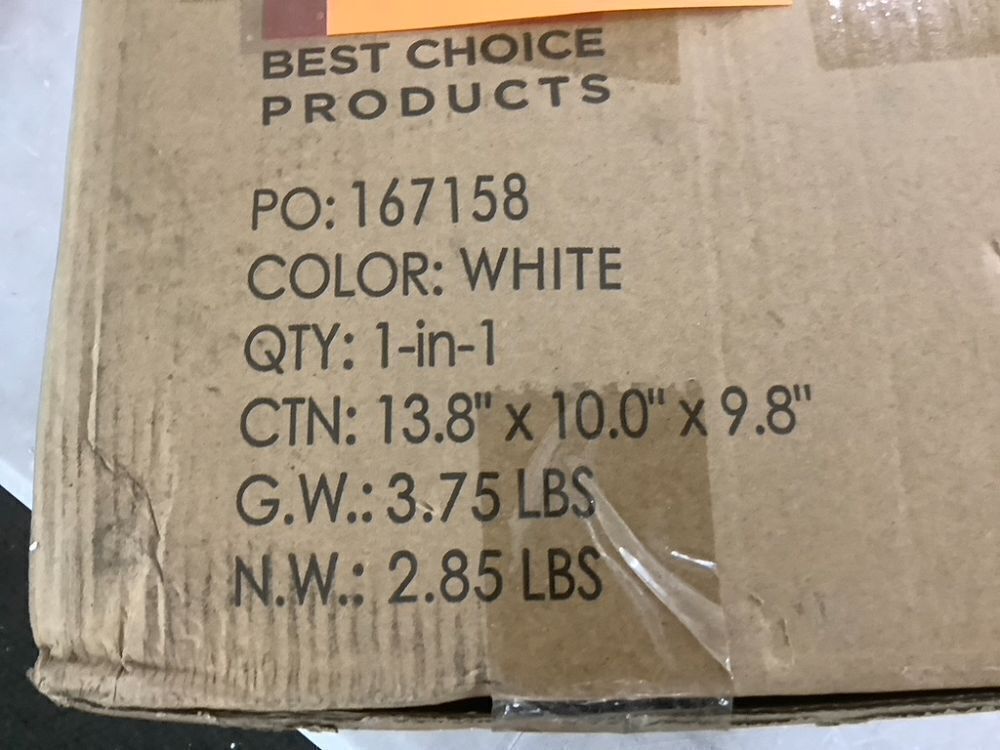 BEST CHOICE
PRODUCTS
PO: 167158
COLOR: WHITE
QTY: 1-in-1
CTN: 13.8" x 10.0" x 9.8"
G.W.: 3.75 LBS
N.W.: 2.85 LBS